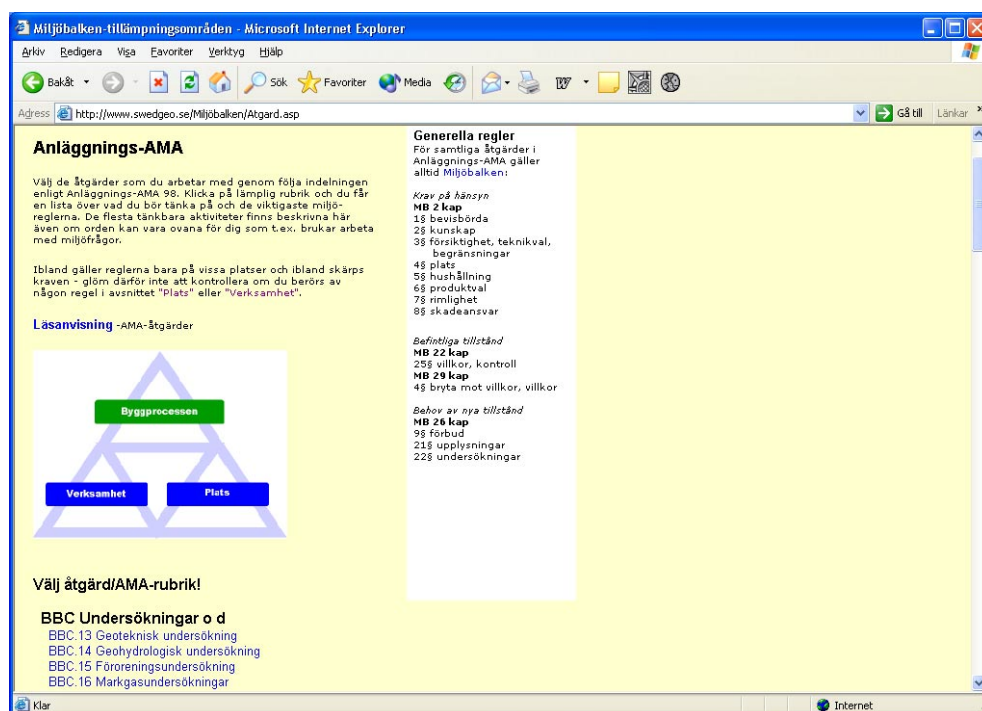 Miljöbalken-tillämpningsområden - Microsoft Internet Explorer
Arkiv Redigera Visa Favoriter Verktyg Hjälp
Bakåt Sök Favoriter Media
Adress http://www.swedgeo.se/Miljobalken/Atgard.asp Gå till Länkar »
Anläggnings-AMA
Välj de åtgärder som du arbetar med genom följa indelningen
enligt Anläggnings-AMA 98. Klicka på lämplig rubrik och du får
en lista över vad du bör tänka på och de viktigaste miljö-
reglerna. De flesta tänkbara aktiviteter finns beskrivna här
även om orden kan vara ovana för dig som t.ex. brukar arbeta
med miljöfrågor.
Ibland gäller reglerna bara på vissa platser och ibland skärps
kraven - glöm därför inte att kontrollera om du berörs av
någon regel i avsnittet "Plats" eller "Verksamhet".
Läsanvisning -AMA-åtgärder
Byggprocessen
Verksamhet Plats
Välj åtgärd/AMA-rubrik!
BBC Undersökningar o d
BBC.13 Geoteknisk undersökning
BBC.14 Geohydrologisk undersökning
BBC.15 Föroreningsundersökning
BBC.16 Markgasundersökningar
Generella regler
För samtliga åtgärder i
Anläggnings-AMA gäller
alltid Miljöbalken:
Krav på hänsyn
MB 2 kap
1§ bevisbörda
2§ kunskap
3§ försiktighet, teknikval,
begränsningar
4§ plats
5§ hushållning
6§ produktval
7§ rimlighet
8§ skadeansvar
Befintliga tillstånd
MB 22 kap
25§ villkor, kontroll
MB 29 kap
4§ bryta mot villkor, villkor
Behov av nya tillstånd
MB 26 kap
9§ förbud
21§ upplysningar
22§ undersökningar
Klar Internet